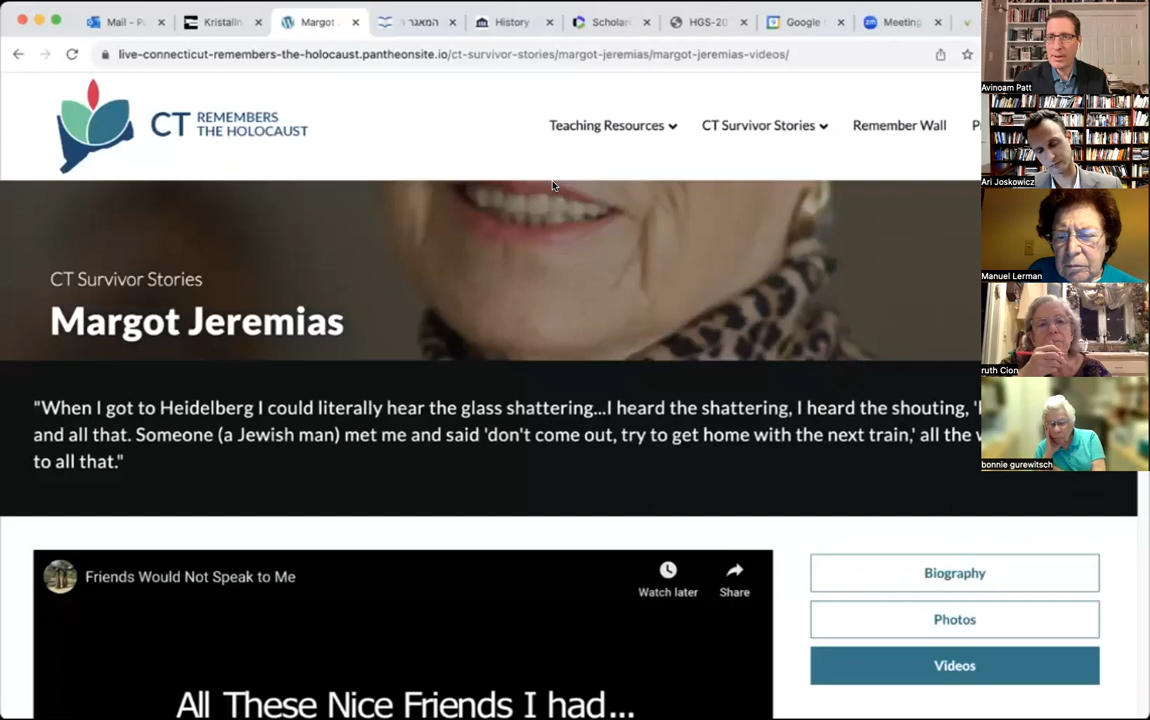 Mail - P
Kristalln
Margot
המאגר ו
History
Scholar
HGS-20
Google
Meeting
live-connecticut-remembers-the-holocaust.pantheonsite.io/ct-survivor-stories/margot-jeremias/margot-jeremias-videos/
CT REMEMBERS
THE HOLOCAUST
Teaching Resources
CT Survivor Stories
Remember Wall
CT Survivor Stories
Margot Jeremias
"When I got to Heidelberg I could literally hear the glass shattering...I heard the shattering, I heard the shouting,
and all that. Someone (a Jewish man) met me and said 'don't come out, try to get home with the next train,' all the
to all that."
Friends Would Not Speak to Me
Watch later
Share
All These Nice Friends I had...
Biography
Photos
Videos
Avinoam Patt
Ari Joskowicz
Manuel Lerman
ruth Cion
bonnie gurewitsch